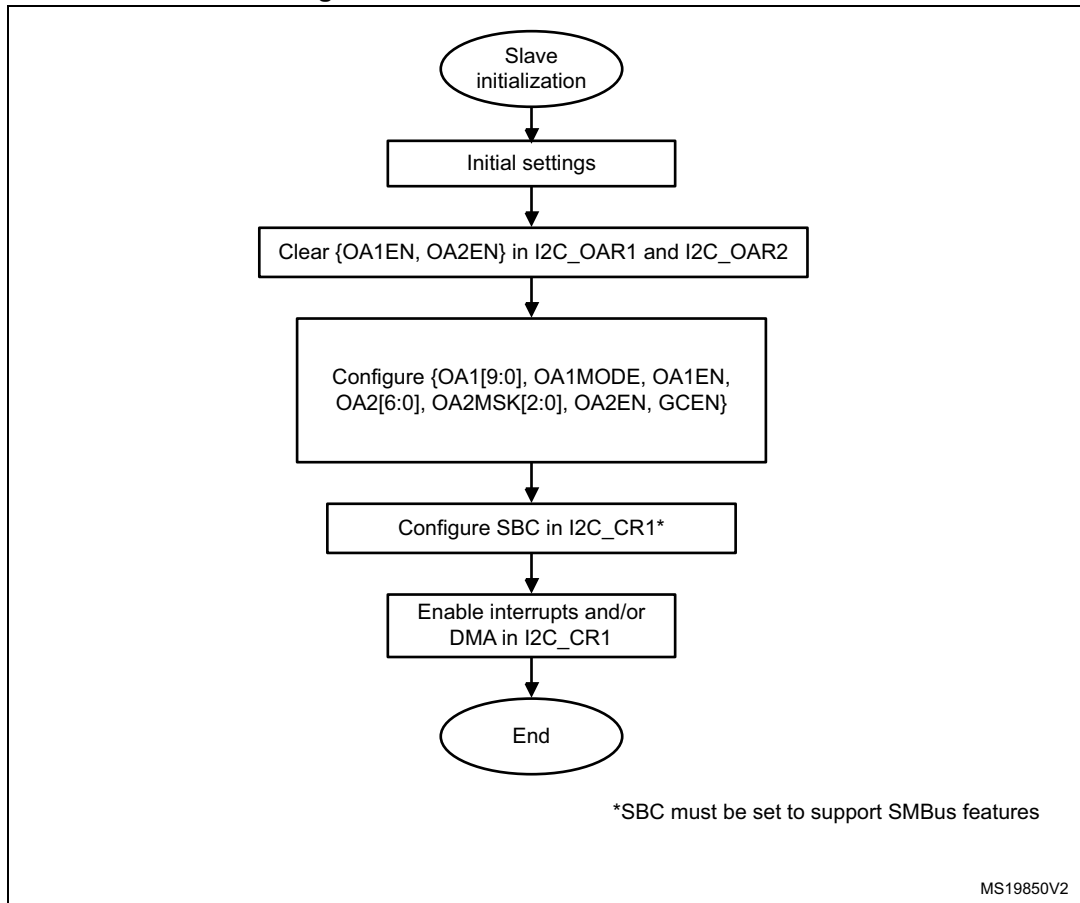 Slave
initialization
Initial settings
Clear {OA1EN, OA2EN} in I2C_OAR1 and I2C_OAR2
Configure {OA1[9:0], OA1MODE, OA1EN,
OA2[6:0], OA2MSK[2:0], OA2EN, GCEN}
Configure SBC in I2C_CR1*
Enable interrupts and/or
DMA in I2C_CR1
End
*SBC must be set to support SMBus features
MS19850V2